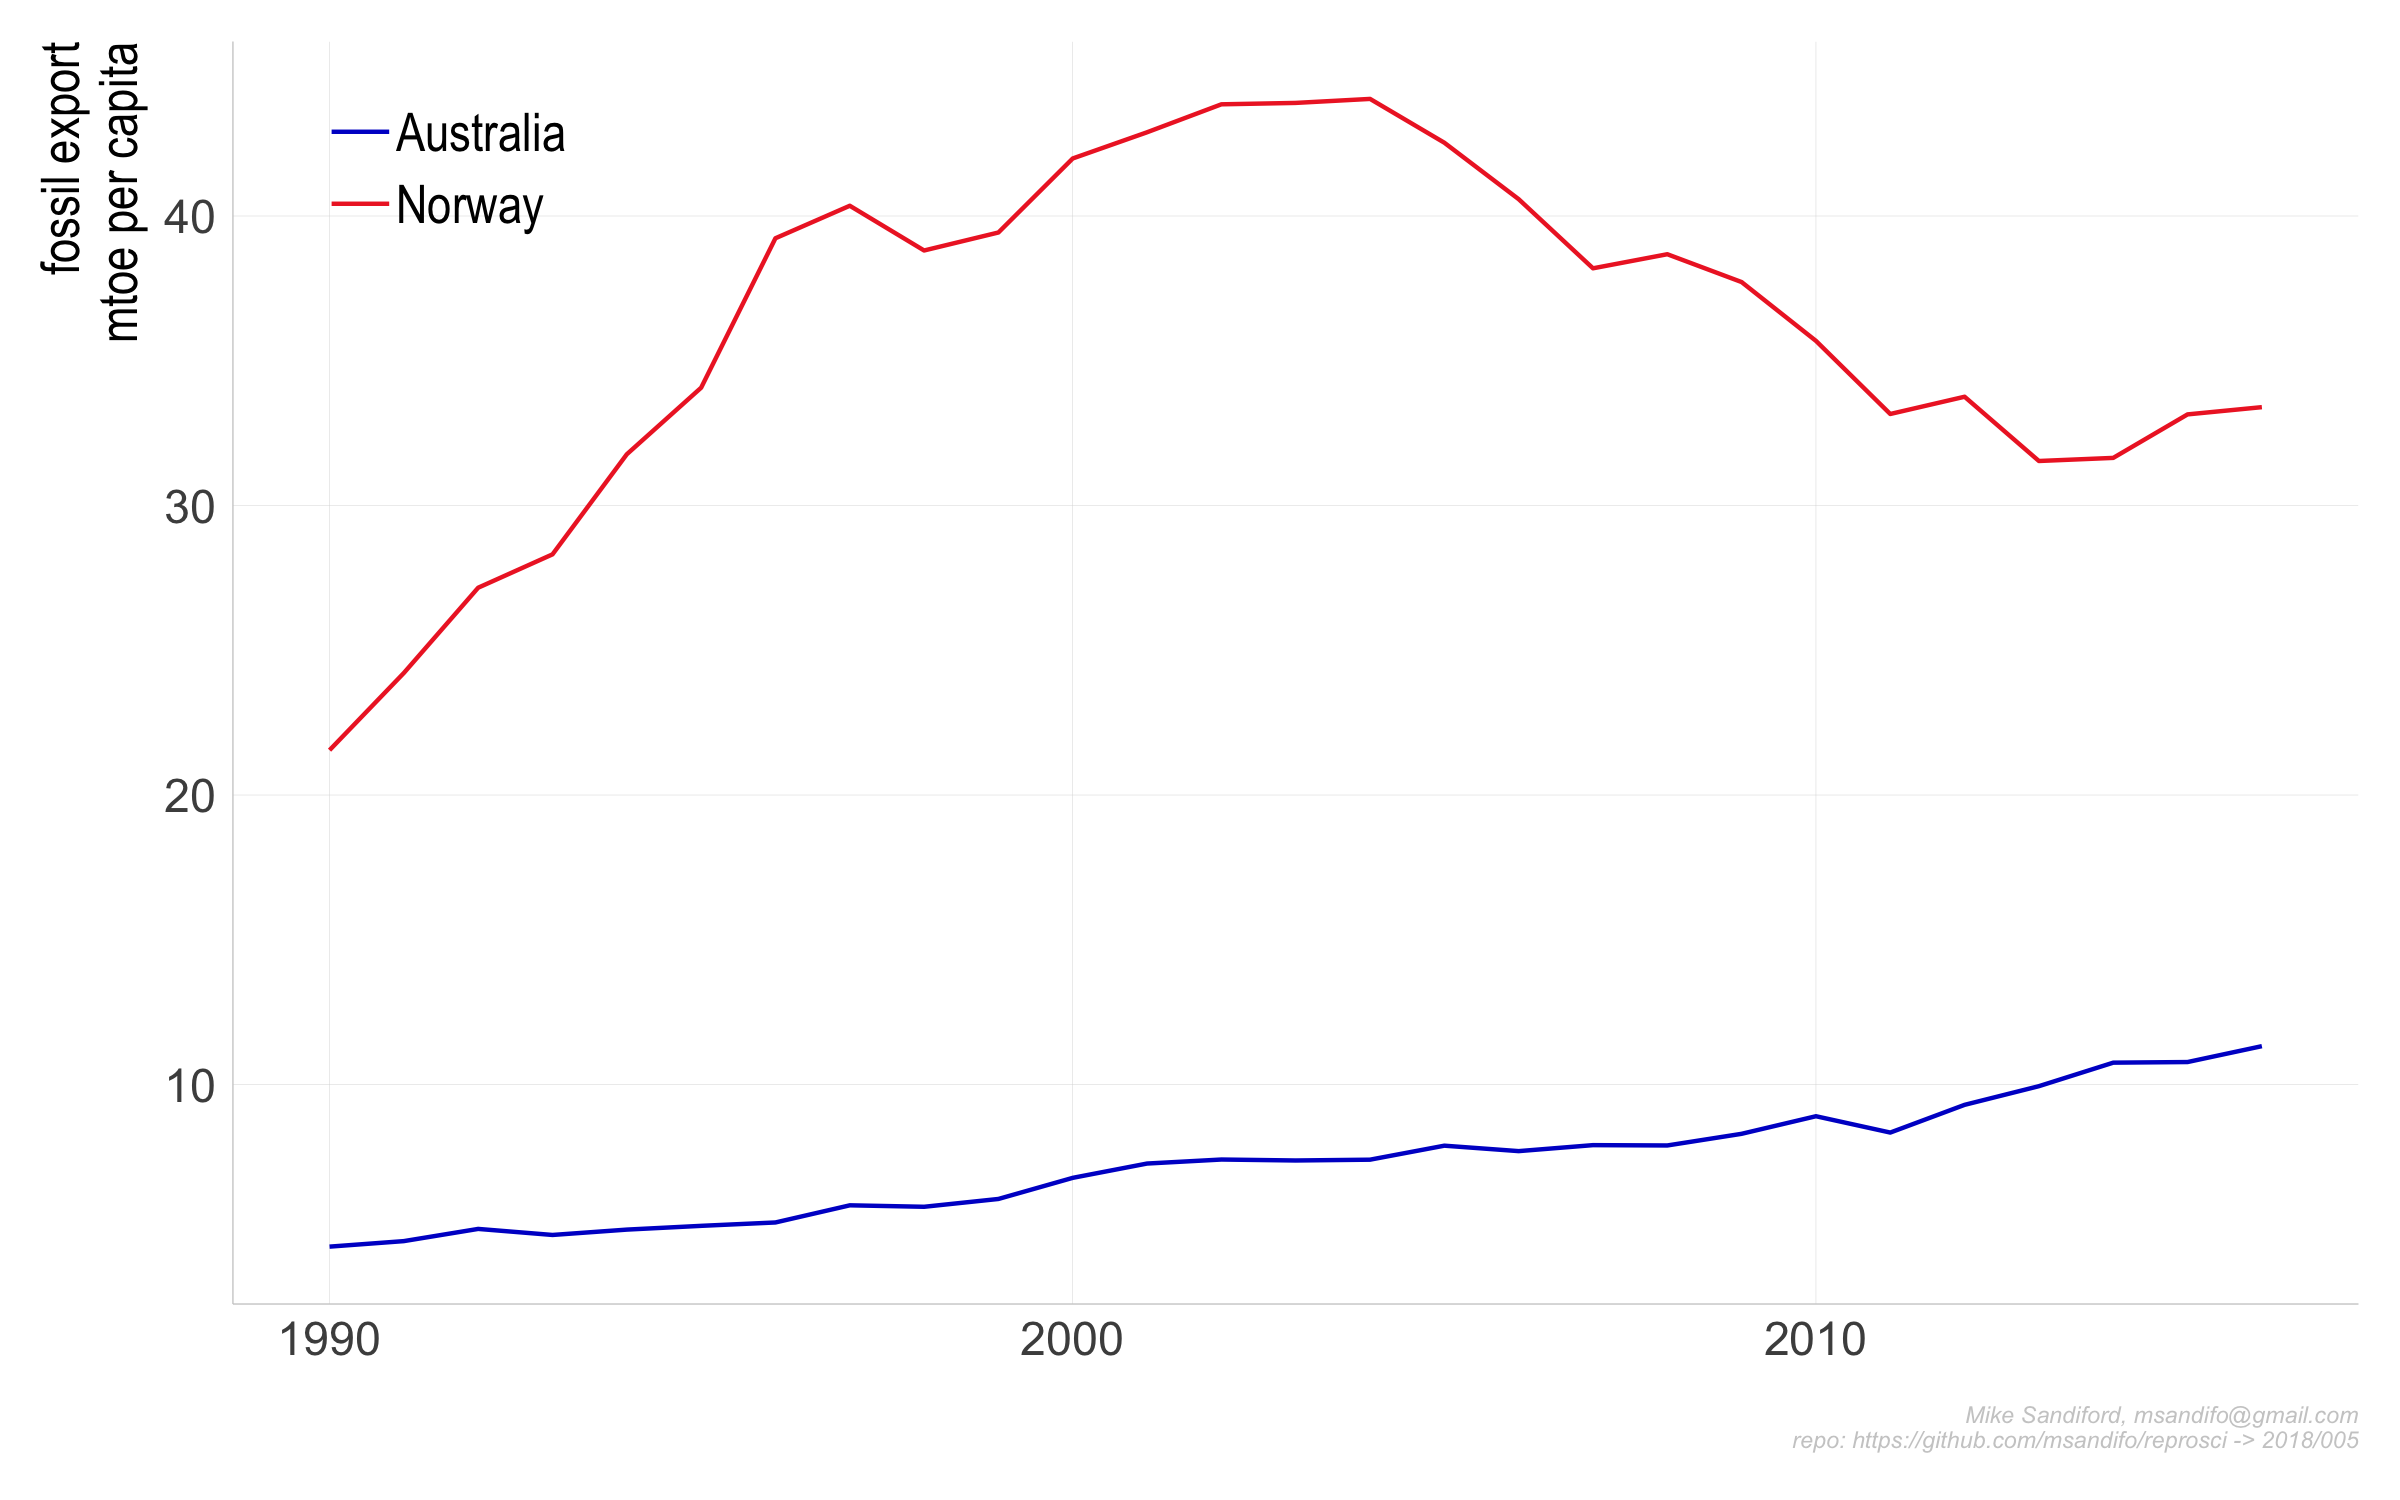 fossil export
mtoe per capita
Australia
Norway
40
30
20
10
1990
2000
2010
Mike Sandiford, msandifo@gmail.com
repo: https://github.com/msandifo/reprosci -> 2018/005